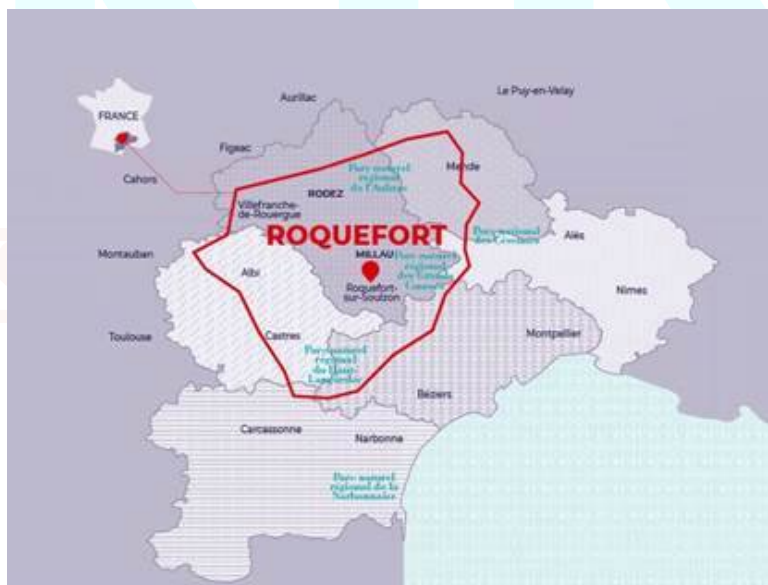 Le Puy-en-Velay
Aurillac
FRANCE
Figeac
Mende
Parc naturel
régional
de l'Aubrac
Cahors
RODEZ
Villefranche-
de-Rouergue
ROQUEFORT
Parc national
des Cévennes
Alès
Montauban
MILLAU
Parc naturel
régional
des Grands
Causses
Albi
Roquefort-
sur-Soulzon
Nîmes
Toulouse
Castres
Montpellier
Parc naturel
régional
du Haut-
Languedoc
Béziers
Carcassonne
Narbonne
Parc naturel
régional de la
Narbonnaise